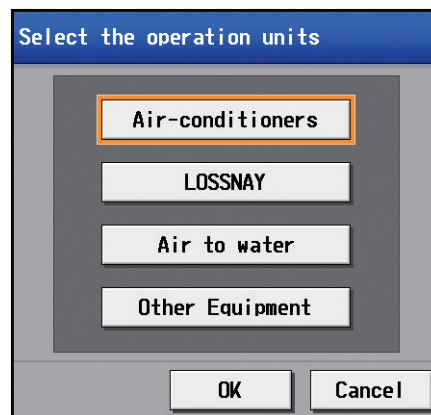 Select the operation units
Air-conditioners
LOSSNAY
Air to water
Other Equipment
OK Cancel